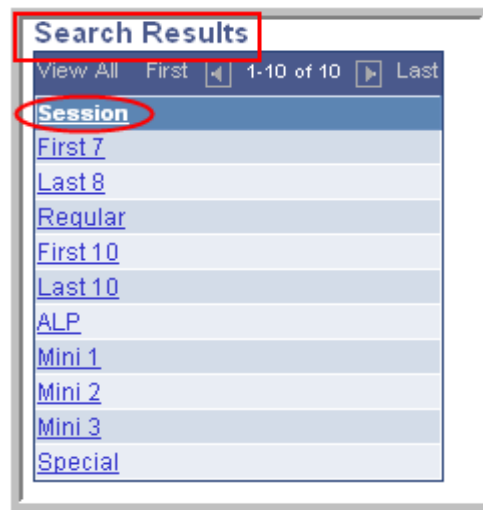 Search Results
View All First 1-10 of 10 Last
Session
First 7
Last 8
Regular
First 10
Last 10
ALP
Mini 1
Mini 2
Mini 3
Special